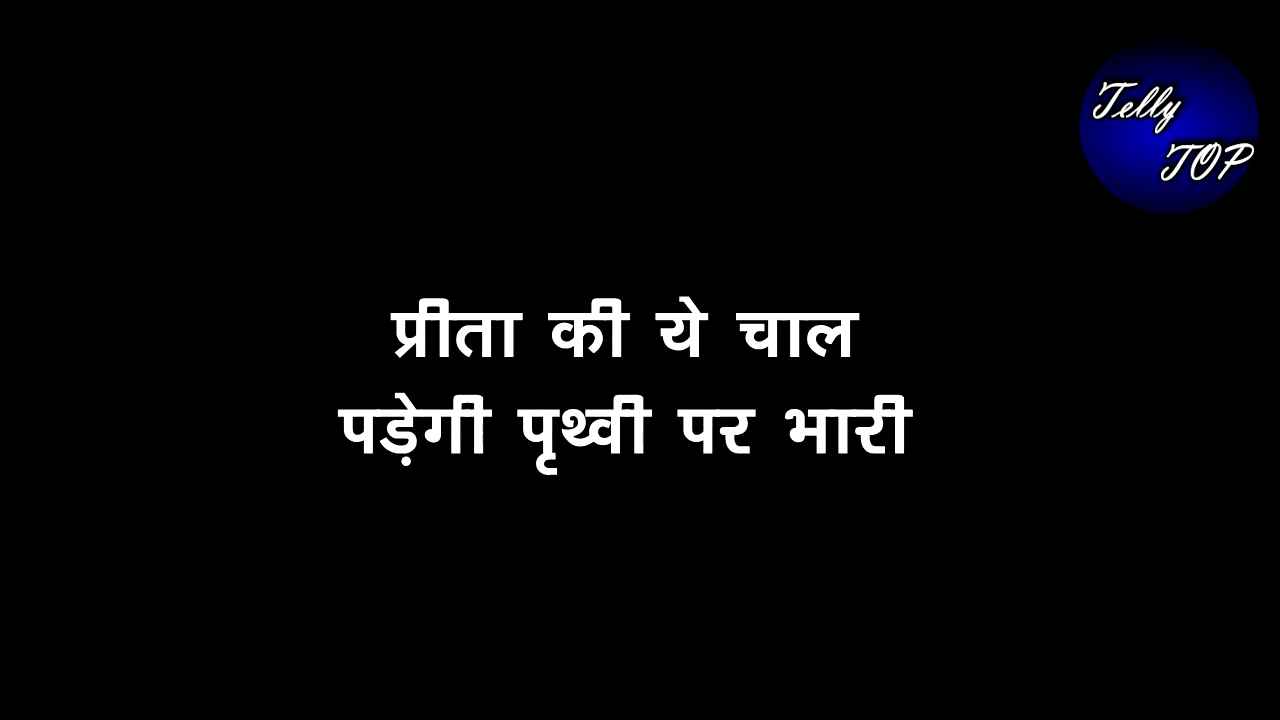 Telly
TOP
प्रीता की ये चाल
पड़ेगी पृथ्वी पर भारी